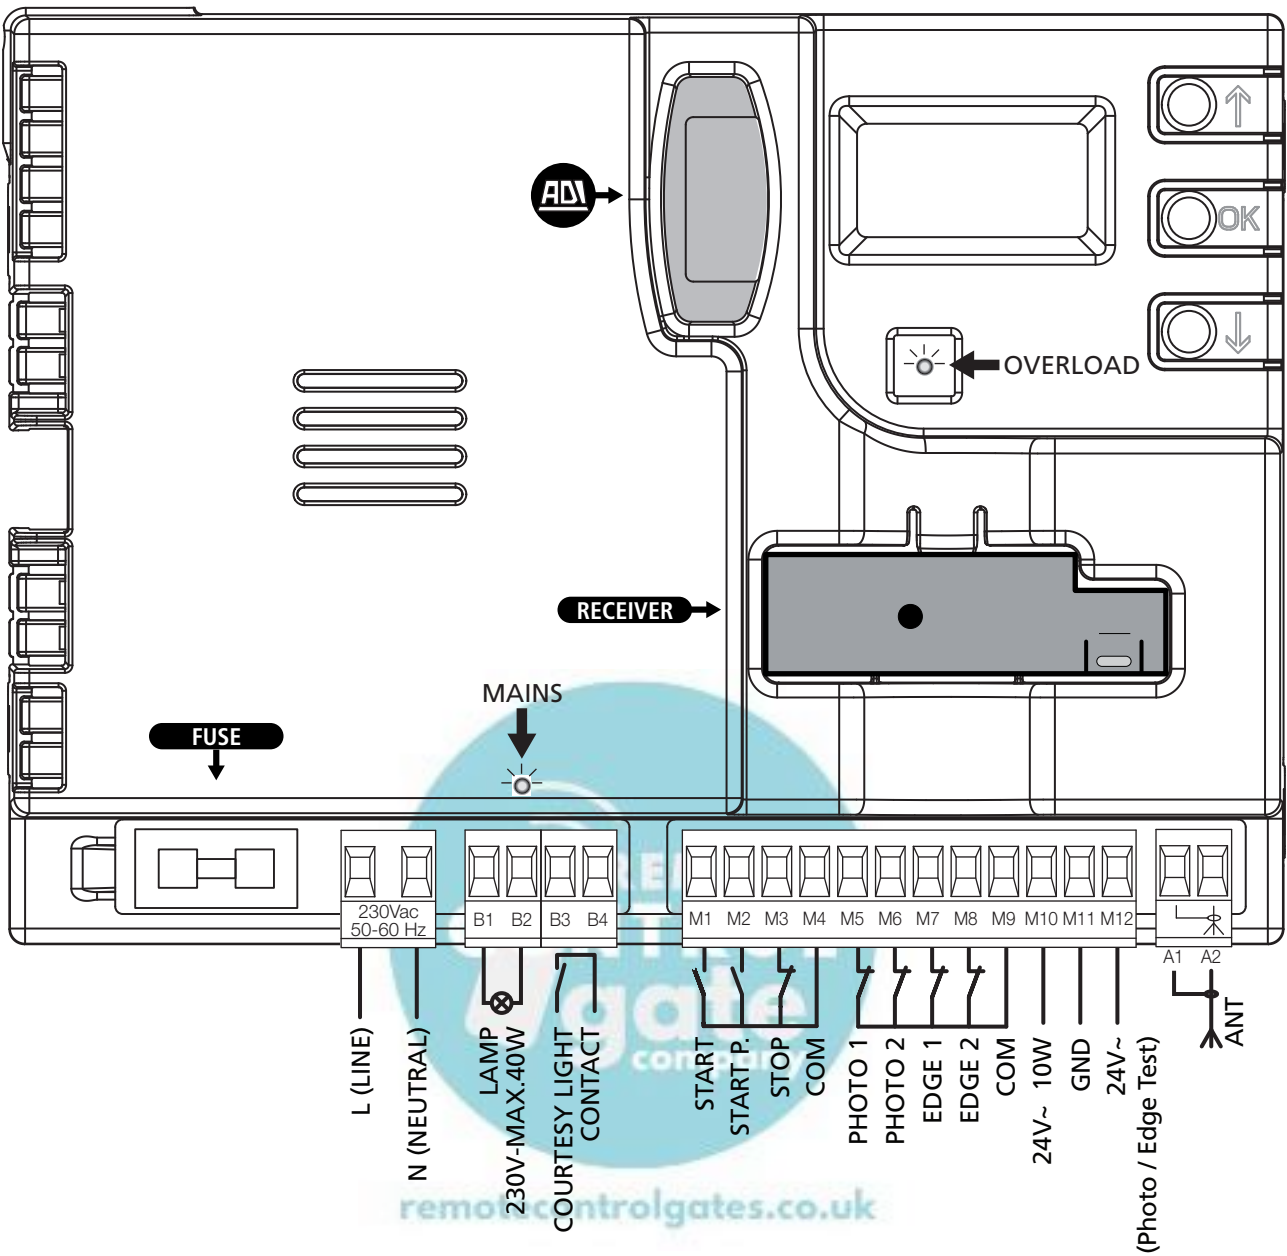 ADI
OK
OVERLOAD
RECEIVER
MAINS
FUSE
230Vac
50-60 Hz
B1 B2 B3 B4
M1 M2 M3 M4 M5 M6 M7 M8 M9 M10 M11 M12
A1 A2
L (LINE)
N (NEUTRAL)
LAMP
230V-MAX.40W
COURTESY LIGHT
CONTACT
START
START.P.
STOP
COM
PHOTO 1
PHOTO 2
EDGE 1
EDGE 2
COM
24V~ 10W
GND
24V~
(Photo / Edge Test)
ANT
gate
company
remotecontrolgates.co.uk